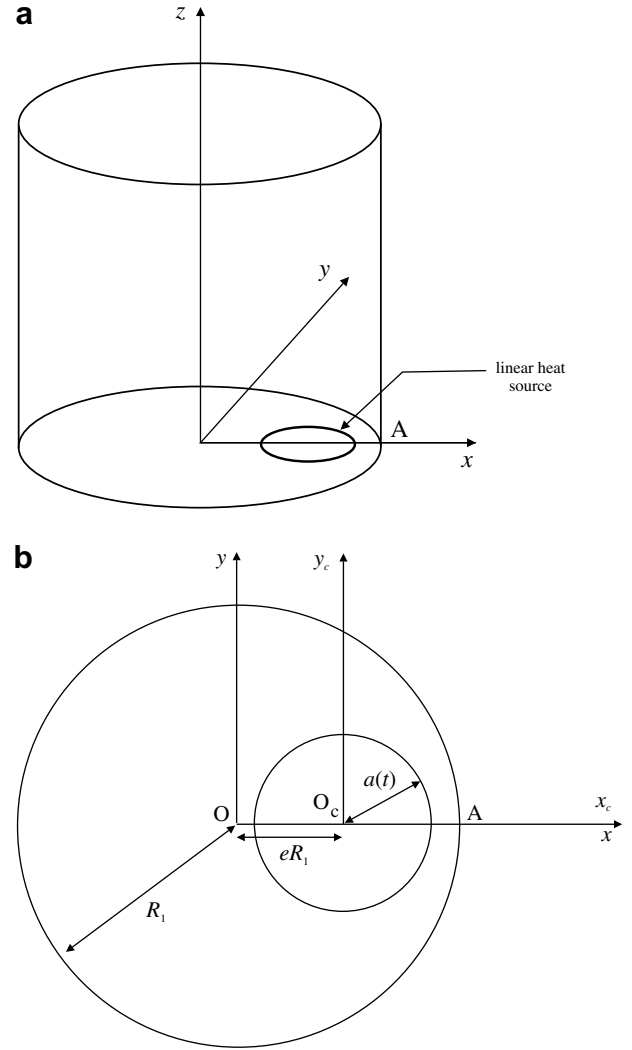 a
z
y
linear heat
source
A
x
b
y
y_c
a(t)
O
O_c
A
x_c
x
eR_1
R_1